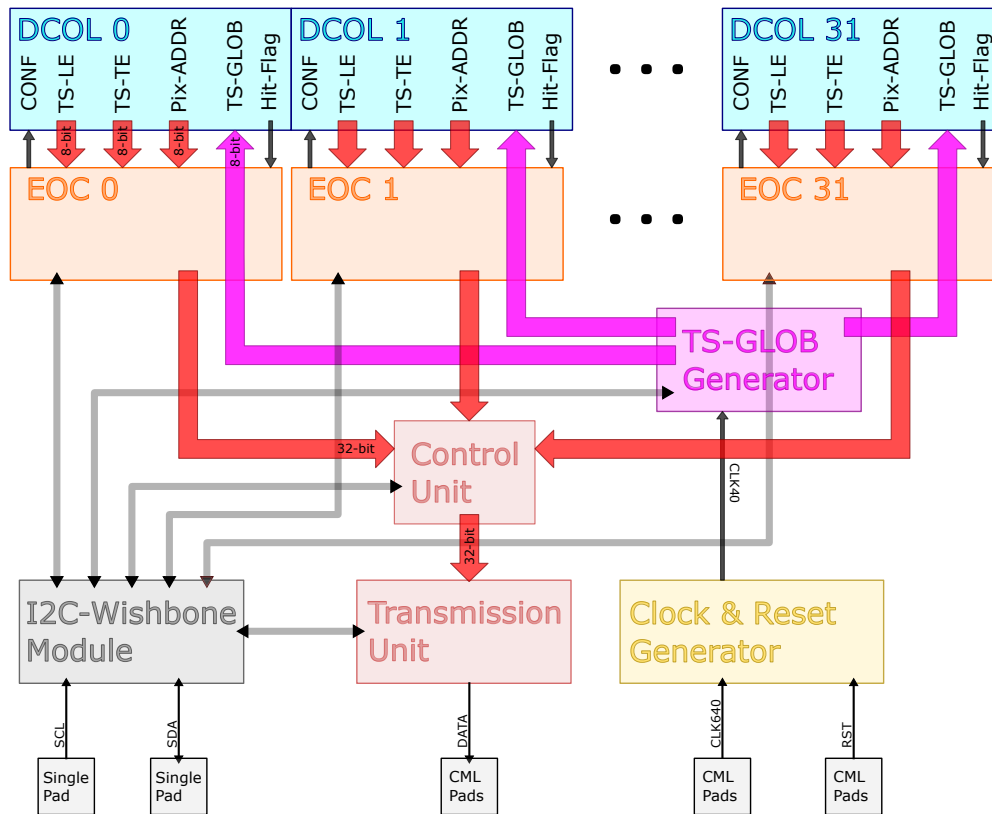 DCOL 0
DCOL 1
DCOL 31
CONF
TS-LE
TS-TE
Pix-ADDR
TS-GLOB
Hit-Flag
CONF
TS-LE
TS-TE
Pix-ADDR
TS-GLOB
Hit-Flag
CONF
TS-LE
TS-TE
Pix-ADDR
TS-GLOB
Hit-Flag
8-bit
8-bit
8-bit
8-bit
EOC 0
EOC 1
EOC 31
TS-GLOB
Generator
32-bit
Control
Unit
CLK40
32-bit
I2C-Wishbone
Module
Transmission
Unit
Clock & Reset
Generator
SCL
SDA
DATA
CLK640
RST
Single
Pad
Single
Pad
CML
Pads
CML
Pads
CML
Pads